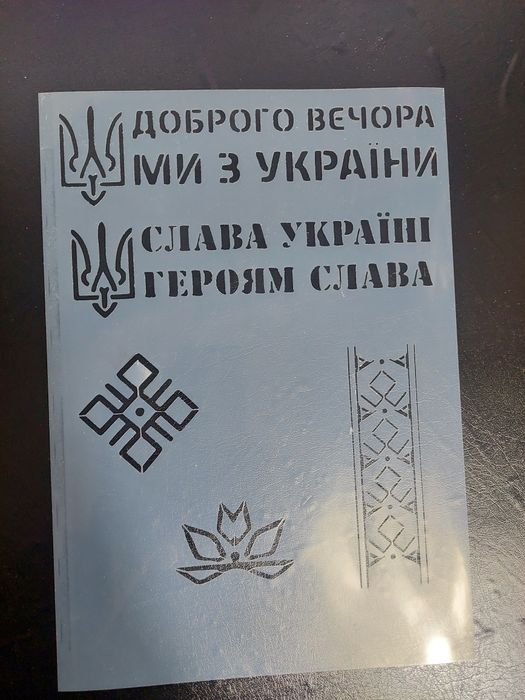 ДОБРОГО ВЕЧОРА
МИ З УКРАЇНИ
СЛАВА УКРАЇНІ
ГЕРОЯМ СЛАВА